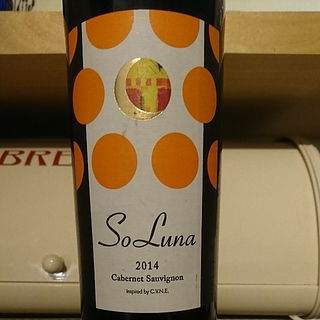 BRE
SoLuna
2014
Cabernet Sauvignon
inspired by C.V.N.E.